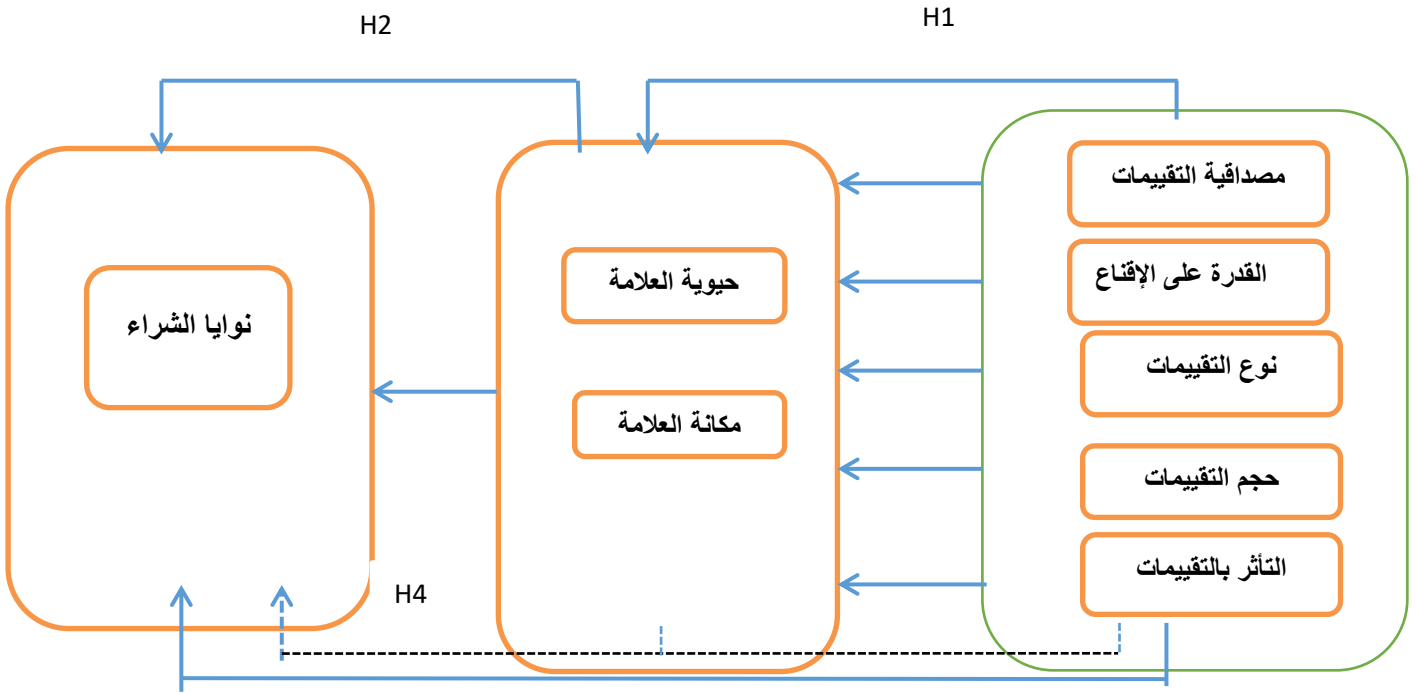 H1
H2
مصداقية التقييمات
القدرة على الإقناع
نوع التقييمات
حجم التقييمات
التأثر بالتقييمات
حيوية العلامة
مكانة العلامة
نوايا الشراء
H4